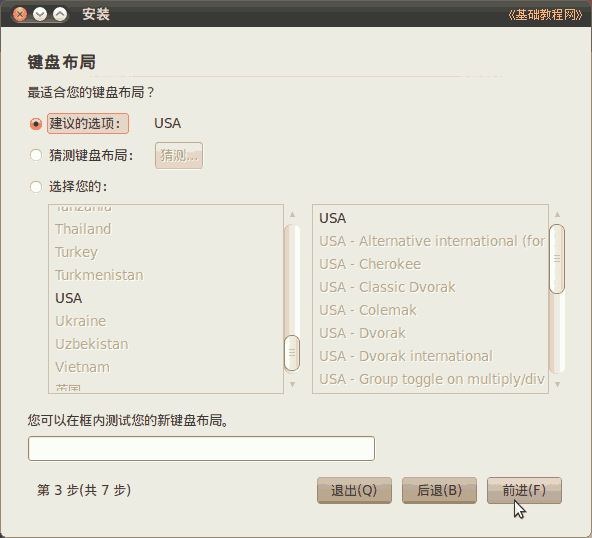 安装
《基础教程网》
键盘布局
最适合您的键盘布局？
建议的选项: USA
猜测键盘布局: 猜测...
选择您的:
Tanzania
Thailand
Turkey
Turkmenistan
USA
Ukraine
Uzbekistan
Vietnam
英国
USA
USA - Alternative international (for
USA - Cherokee
USA - Classic Dvorak
USA - Colemak
USA - Dvorak
USA - Dvorak international
USA - Group toggle on multiply/div
您可以在框内测试您的新键盘布局。
第 3 步(共 7 步) 退出(Q) 后退(B) 前进(F)